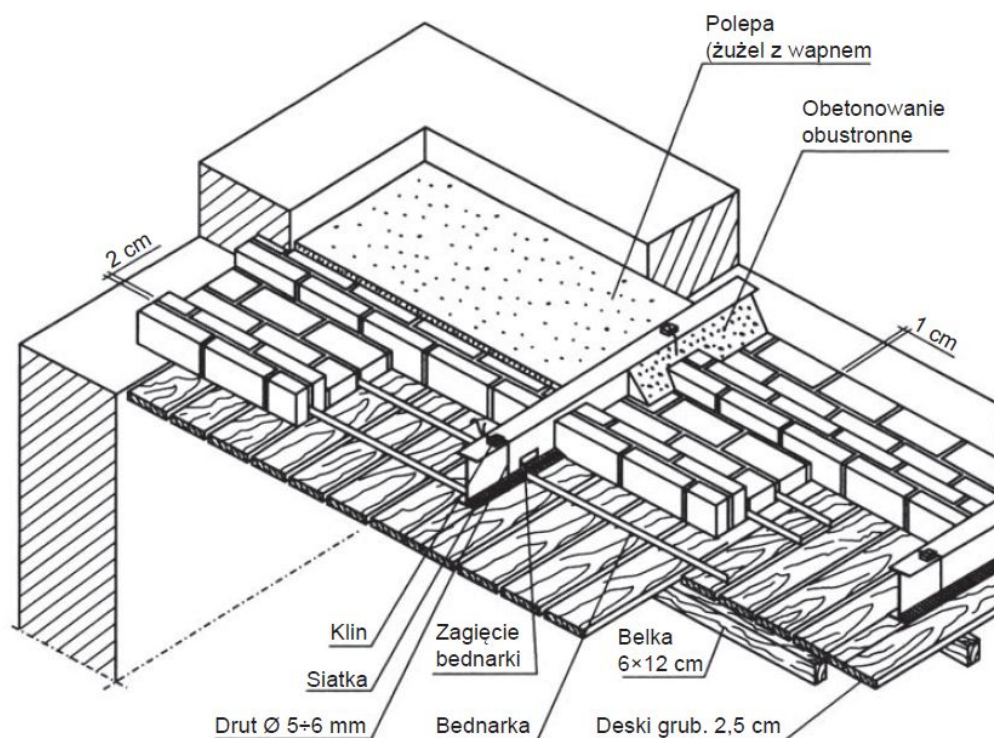 Polepa
(żużel z wapnem
Obetonowanie
obustronne
2 cm
1 cm
Klin
Siatka
Drut Ø 5÷6 mm
Zagięcie
bednarki
Bednarka
Belka
6×12 cm
Deski grub. 2,5 cm